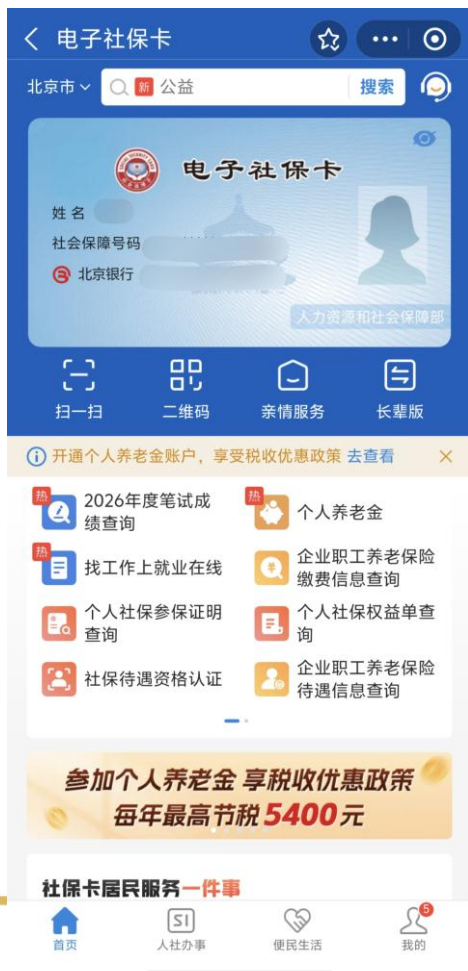 电子社保卡
北京市
新 公益
搜索
电子社保卡
姓名
社会保障号码
北京银行
人力资源和社会保障部
扫一扫
二维码
亲情服务
长辈版
开通个人养老金账户，享受税收优惠政策 去查看
热
2026年度笔试成
绩查询
热
个人养老金
热
找工作上就业在线
企业职工养老保险
缴费信息查询
个人社保参保证明
查询
个人社保权益单查
询
社保待遇资格认证
企业职工养老保险
待遇信息查询
参加个人养老金 享税收优惠政策
每年最高节税5400元
社保卡居民服务一件事
首页
SI
人社办事
便民生活
5
我的